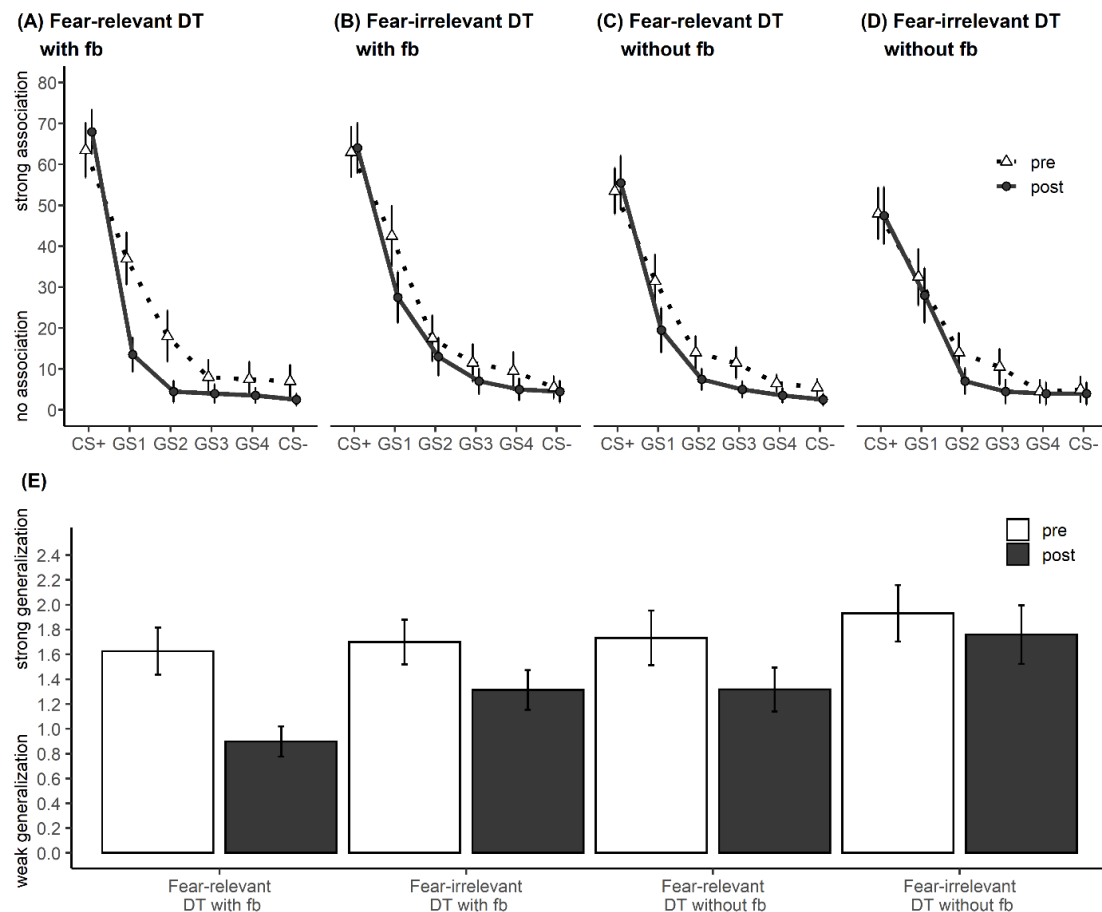 (A) Fear-relevant DT
with fb
(B) Fear-irrelevant DT
with fb
(C) Fear-relevant DT
without fb
(D) Fear-irrelevant DT
without fb
strong association
no association
80
70
60
50
40
30
20
10
0
pre
post
CS+ GS1 GS2 GS3 GS4 CS-
CS+ GS1 GS2 GS3 GS4 CS-
CS+ GS1 GS2 GS3 GS4 CS-
CS+ GS1 GS2 GS3 GS4 CS-
(E)
strong generalization
weak generalization
2.4
2.2
2.0
1.8
1.6
1.4
1.2
1.0
0.8
0.6
0.4
0.2
0.0
pre
post
Fear-relevant
DT with fb
Fear-irrelevant
DT with fb
Fear-relevant
DT without fb
Fear-irrelevant
DT without fb